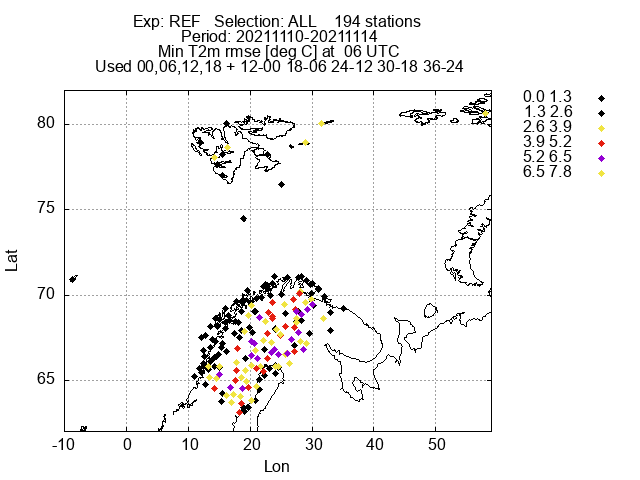 Exp: REF   Selection: ALL    194 stations
Period: 20211110-20211114
Min T2m rmse [deg C] at  06 UTC
Used 00,06,12,18 + 12-00 18-06 24-12 30-18 36-24
0.0 1.3
1.3 2.6
2.6 3.9
3.9 5.2
5.2 6.5
6.5 7.8
80
75
70
65
Lat
-10 0 10 20 30 40 50
Lon